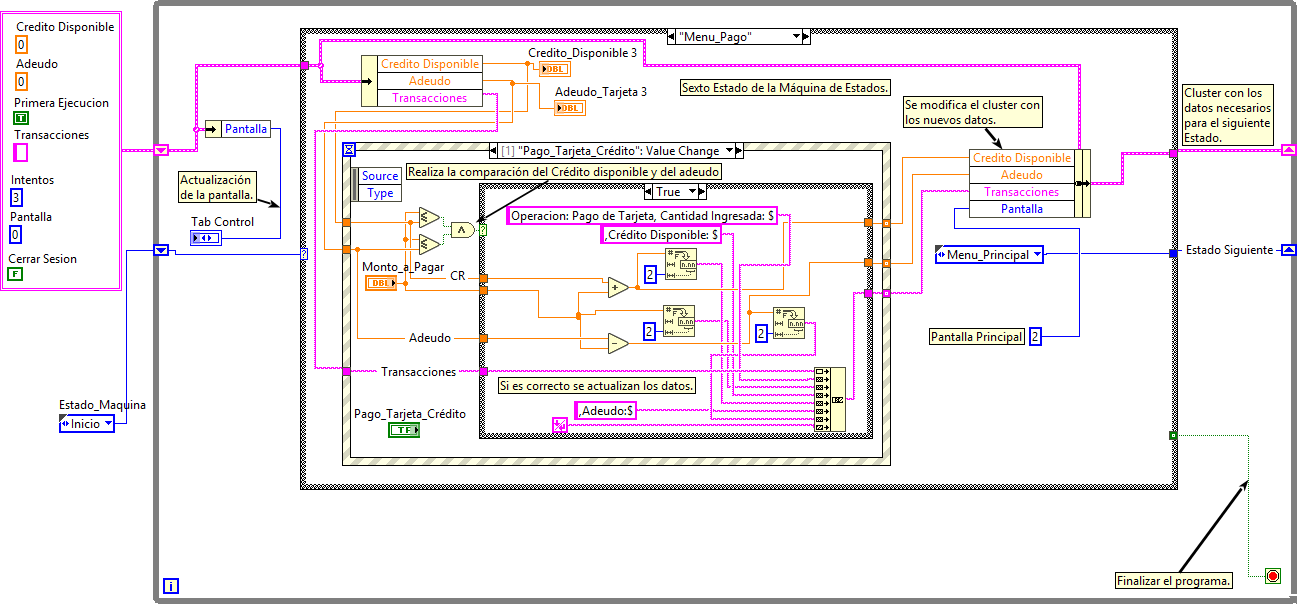 Credito Disponible
0
Adeudo
0
Primera Ejecucion
T
Transacciones
Intentos
3
Pantalla
0
Cerrar Sesion
F
Estado_Maquina
Inicio
Pantalla
Actualización
de la pantalla.
Tab Control
"Menu_Pago"
Credito Disponible
Adeudo
Transacciones
Credito_Disponible 3
DBL
Adeudo_Tarjeta 3
DBL
Sexto Estado de la Máquina de Estados.
[1] "Pago_Tarjeta_Crédito": Value Change
Source
Type
Realiza la comparación del Crédito disponible y del adeudo
True
Operacion: Pago de Tarjeta, Cantidad Ingresada: $
,Crédito Disponible: $
Monto_a_Pagar
DBL
CR
2
2
2
Adeudo
Transacciones
Si es correcto se actualizan los datos.
,Adeudo:$
Pago_Tarjeta_Crédito
TF
Se modifica el cluster con
los nuevos datos.
Credito Disponible
Adeudo
Transacciones
Pantalla
Menu_Principal
Pantalla Principal
2
Cluster con los
datos necesarios
para el siguiente
Estado.
Estado Siguiente
Finalizar el programa.
i